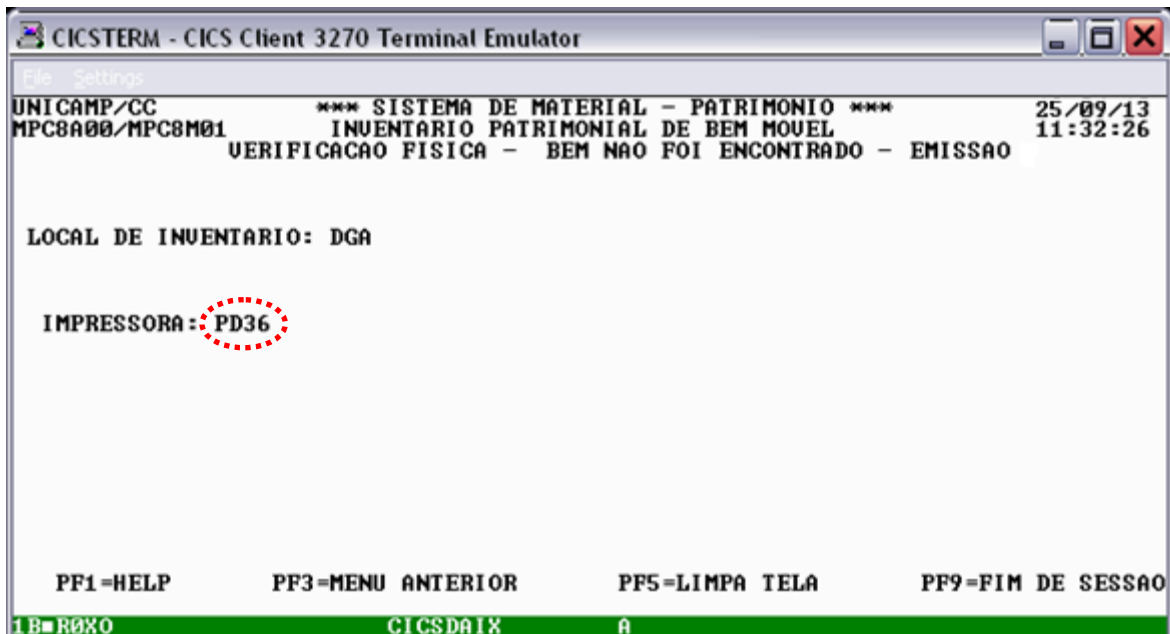 CICSTERM - CICS Client 3270 Terminal Emulator
File Settings
UNICAMP/CC *** SISTEMA DE MATERIAL - PATRIMONIO *** 25/09/13
MPC8A00/MPC8M01 INVENTARIO PATRIMONIAL DE BEM MOVEL 11:32:26
VERIFICACAO FISICA - BEM NAO FOI ENCONTRADO - EMISSAO
LOCAL DE INVENTARIO: DGA
IMPRESSORA: PD36
PF1=HELP PF3=MENU ANTERIOR PF5=LIMPA TELA PF9=FIM DE SESSAO
1B■R0XO CICSDAIX A